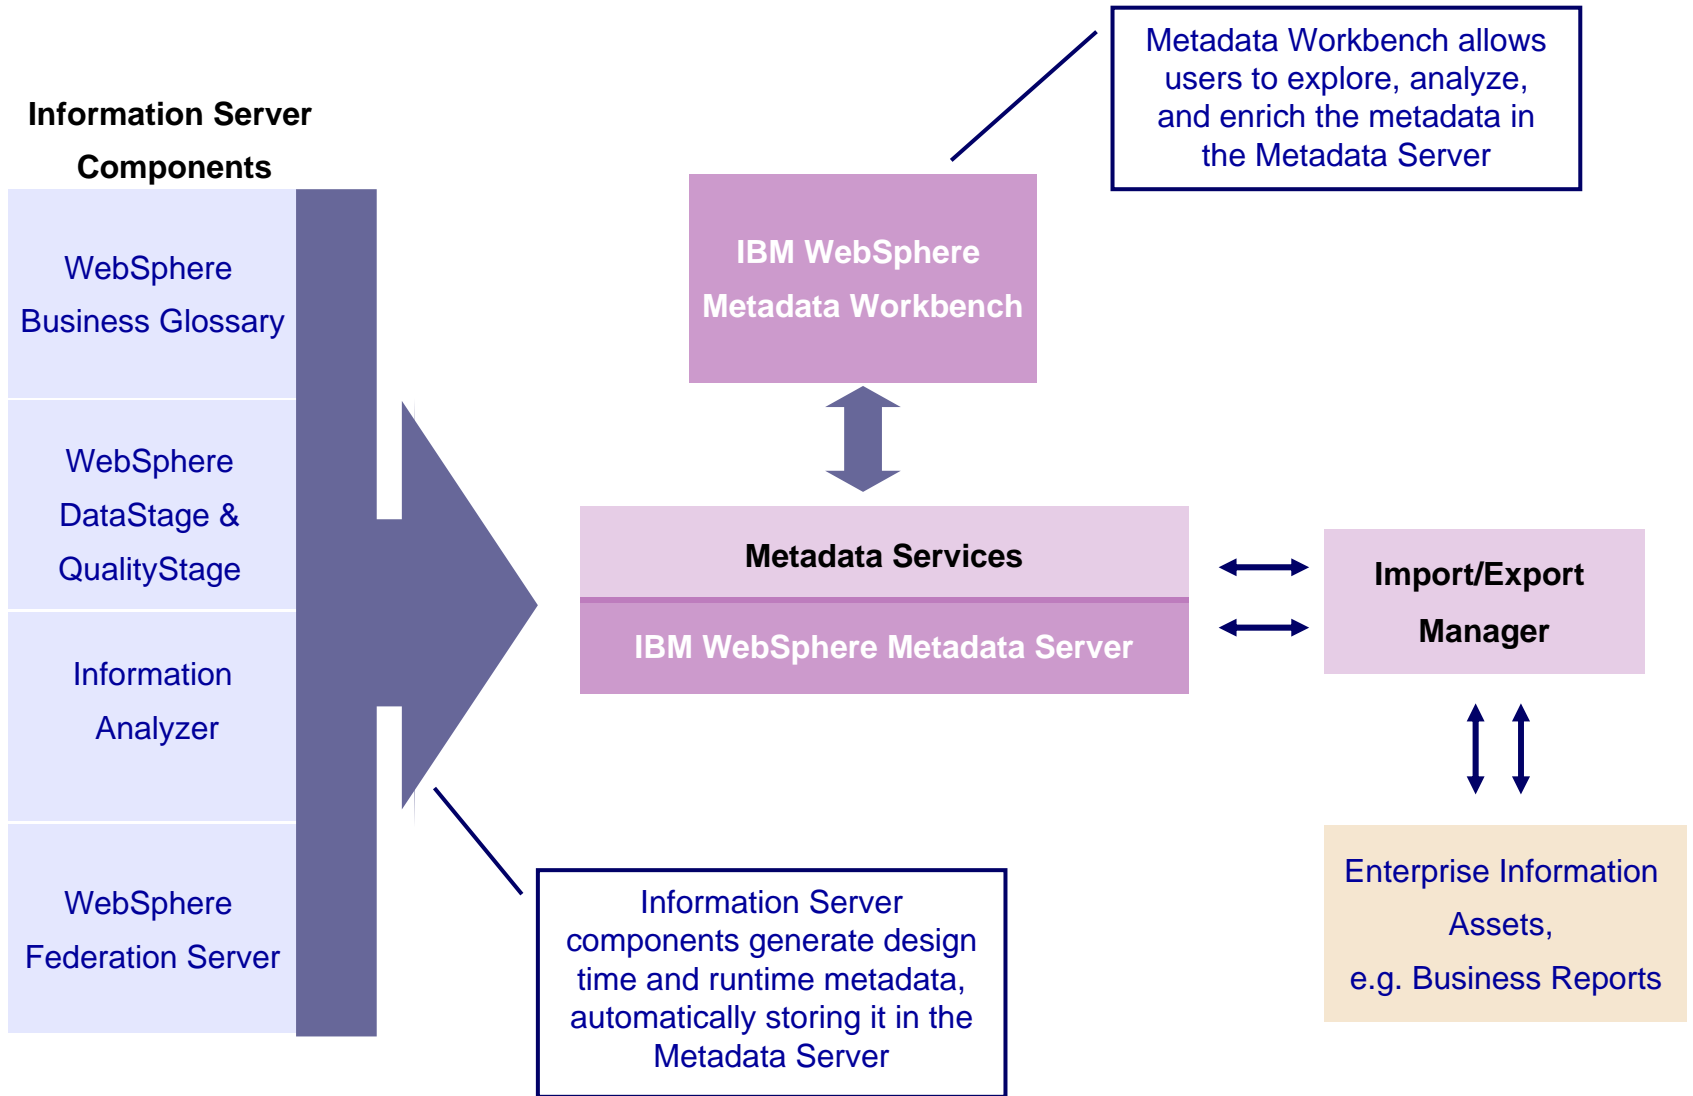 Metadata Workbench allows
users to explore, analyze,
and enrich the metadata in
the Metadata Server
Information Server
Components
WebSphere
Business Glossary
WebSphere
DataStage &
QualityStage
Information
Analyzer
WebSphere
Federation Server
IBM WebSphere
Metadata Workbench
Metadata Services
IBM WebSphere Metadata Server
Import/Export
Manager
Enterprise Information
Assets,
e.g. Business Reports
Information Server
components generate design
time and runtime metadata,
automatically storing it in the
Metadata Server